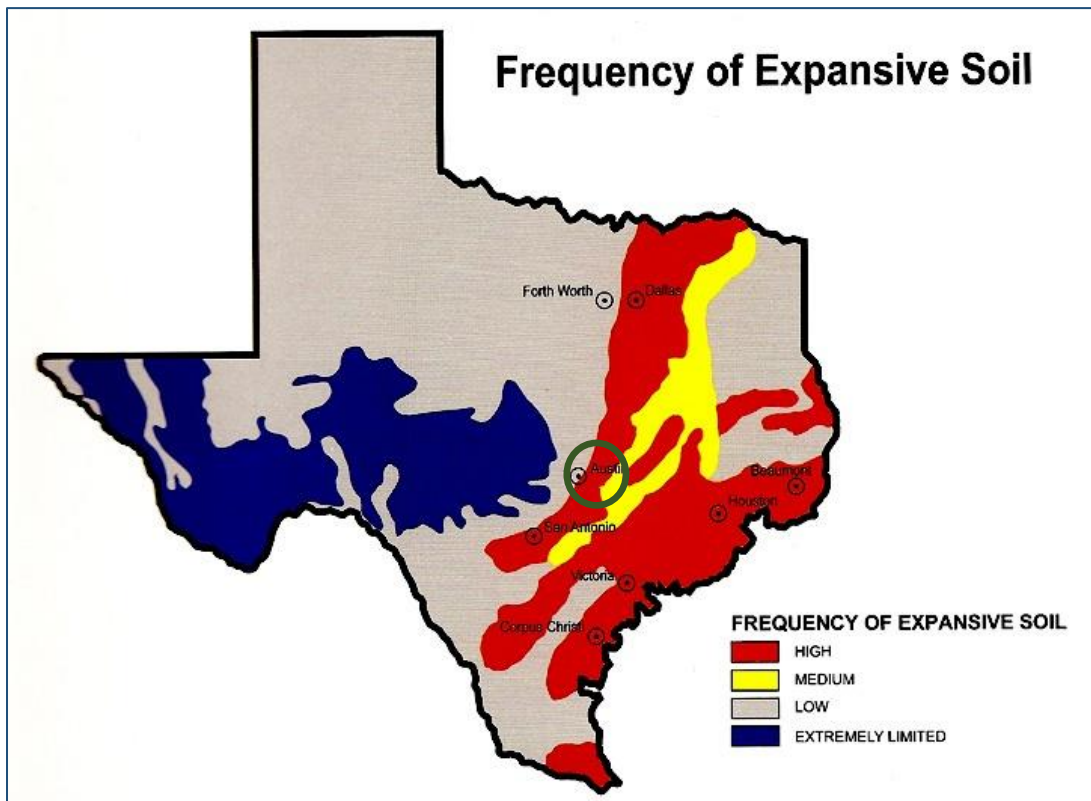 Frequency of Expansive Soil
Forth Worth
Dallas
Austin
Beaumont
Houston
San Antonio
Victoria
Corpus Christi
FREQUENCY OF EXPANSIVE SOIL
HIGH
MEDIUM
LOW
EXTREMELY LIMITED